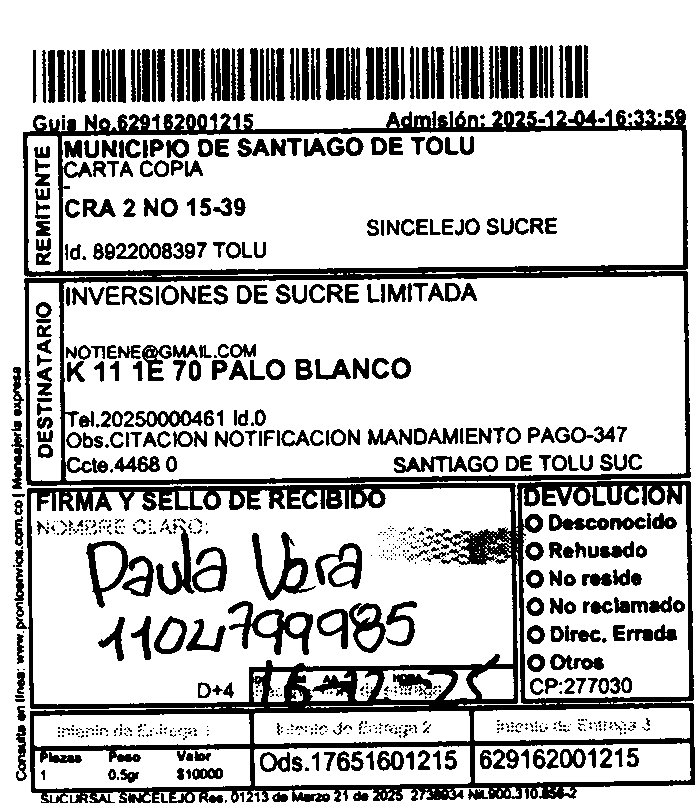 Guia No.629162001215 Admisión: 2025-12-04-16:33:59
REMITENTE
MUNICIPIO DE SANTIAGO DE TOLU
CARTA COPIA
-
CRA 2 NO 15-39
SINCELEJO SUCRE
Id. 8922008397 TOLU
DESTINATARIO
INVERSIONES DE SUCRE LIMITADA
NOTIENE@GMAIL.COM
K 11 1E 70 PALO BLANCO
Tel.20250000461 Id.0
Obs.CITACION NOTIFICACION MANDAMIENTO PAGO-347
Ccte.4468 0 SANTIAGO DE TOLU SUC
Consulta en línea: www.prontoenvios.com.co | Mensajería expresa
FIRMA Y SELLO DE RECIBIDO
NOMBRE CLARO:
Paula Vera
1104799985
D+4
16-12-25
DEVOLUCION
Desconocido
Rehusado
No reside
No reclamado
Direc. Errada
Otros
CP:277030
Intento de Entrega 1 Intento de Entrega 2 Intento de Entrega 3
Piezas Peso Valor
1 0.5gr $10000
Ods.17651601215 629162001215
SUCURSAL SINCELEJO Res. 01213 de Marzo 21 de 2025 2738934 Nit.900.310.856-2